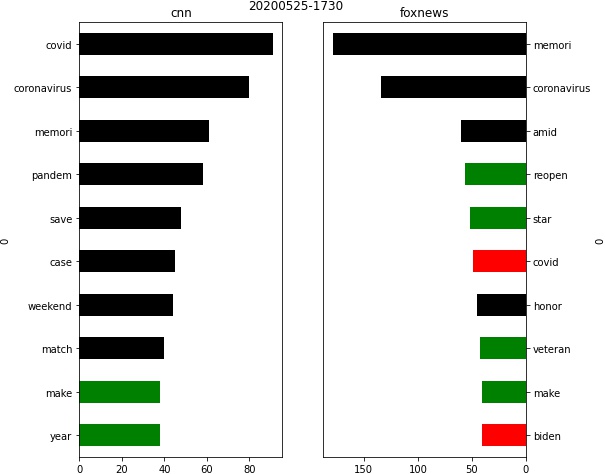 20200525-1730
cnn
foxnews
covid
coronavirus
memori
pandem
save
case
weekend
match
make
year
0
0 20 40 60 80
memori
coronavirus
amid
reopen
star
covid
honor
veteran
make
biden
0
150 100 50 0